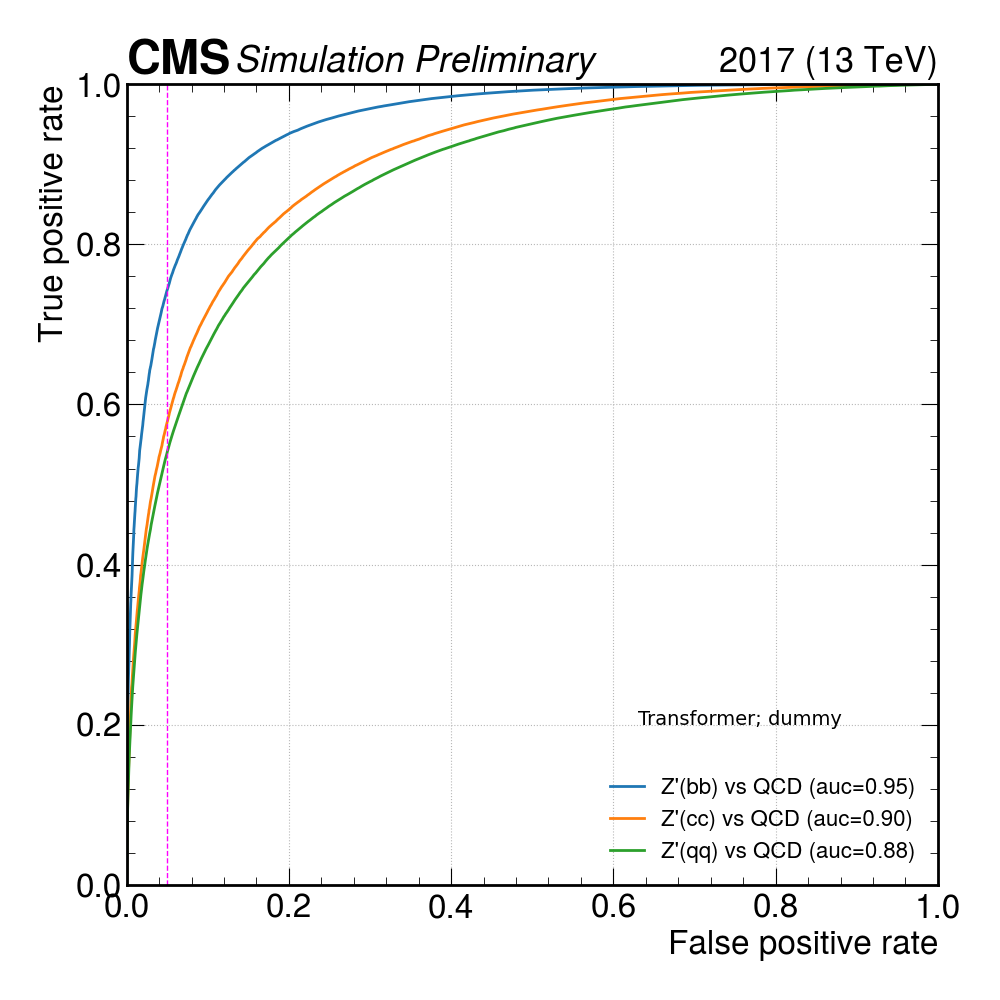 CMS Simulation Preliminary 2017 (13 TeV)
True positive rate
1.0
0.8
0.6
0.4
0.2
0.0
Transformer; dummy
Z'(bb) vs QCD (auc=0.95)
Z'(cc) vs QCD (auc=0.90)
Z'(qq) vs QCD (auc=0.88)
0.0 0.2 0.4 0.6 0.8 1.0
False positive rate